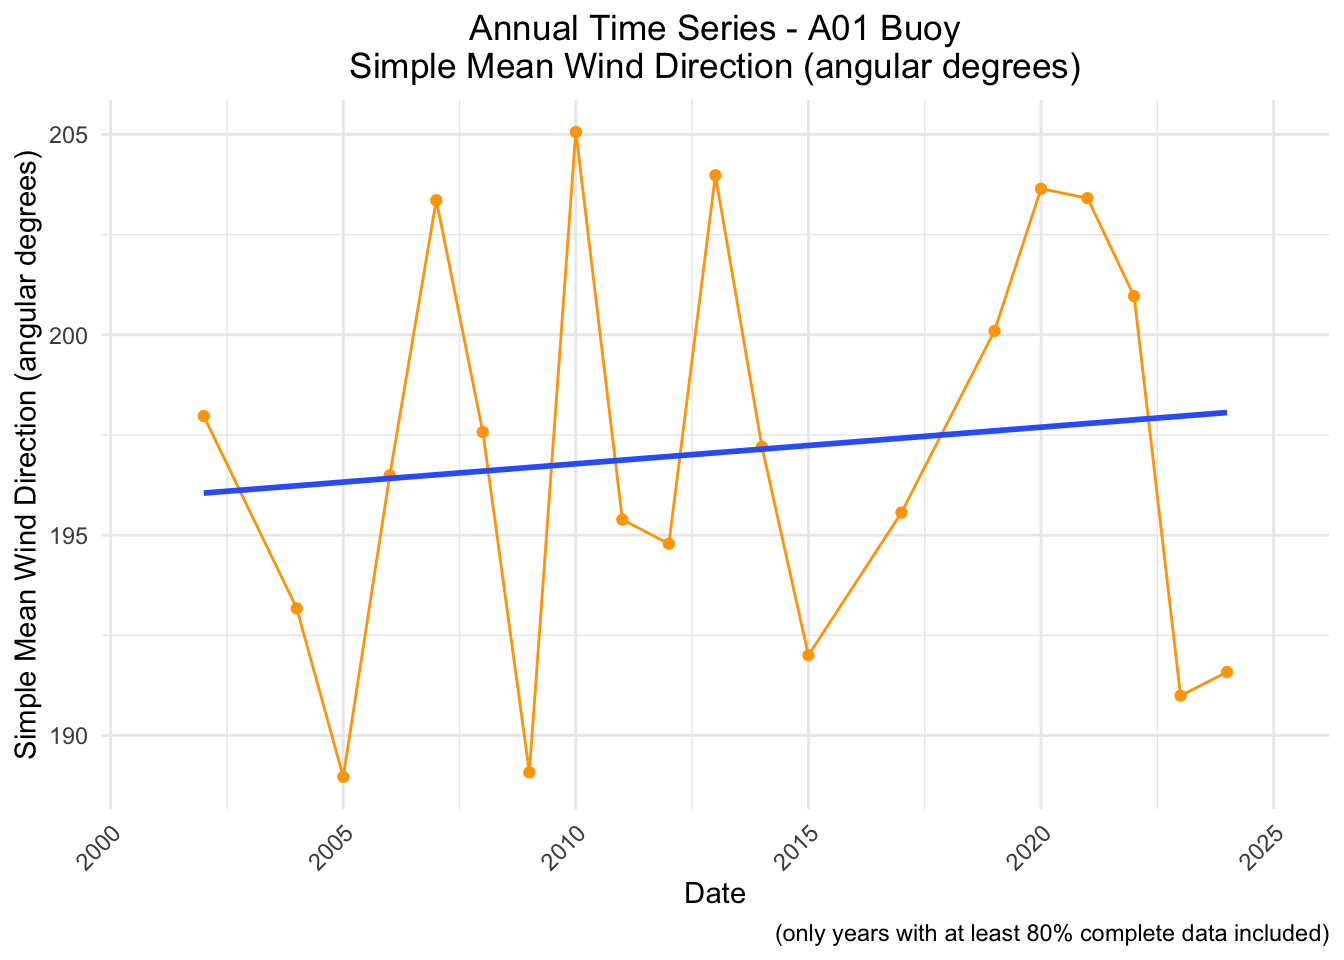 Annual Time Series - A01 Buoy
Simple Mean Wind Direction (angular degrees)
Simple Mean Wind Direction (angular degrees)
205
200
195
190
2000
2005
2010
2015
2020
2025
Date
(only years with at least 80% complete data included)